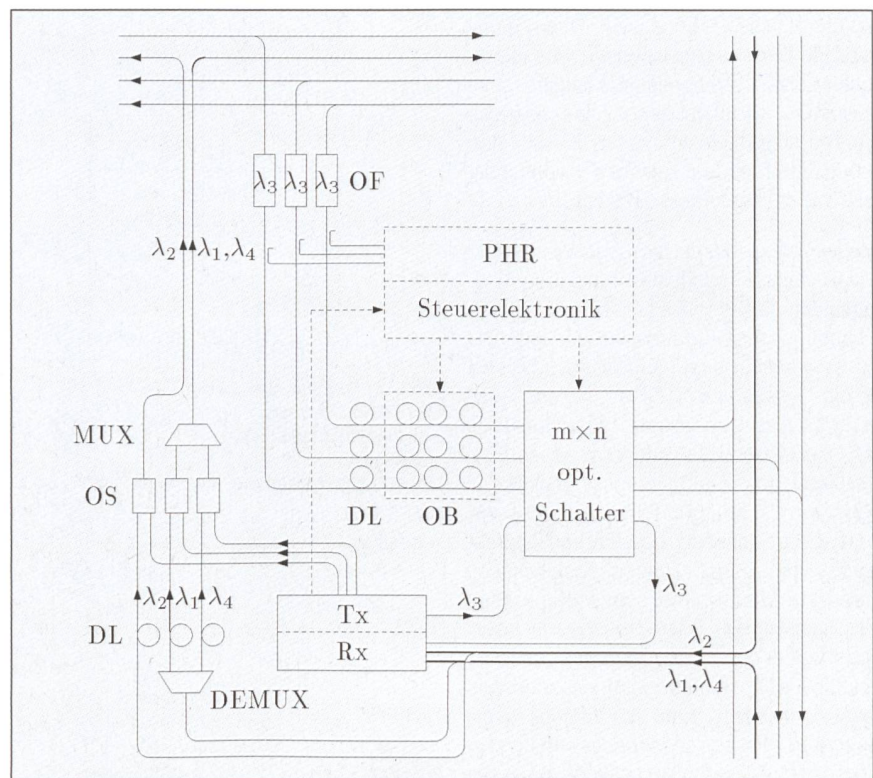 λ3 λ3 λ3 OF
λ2 λ1,λ4
PHR
Steuerelektronik
MUX
m×n
opt.
Schalter
OS
DL OB
λ2 λ1 λ4
Tx
λ3
λ3
DL
Rx
λ2
λ1,λ4
DEMUX